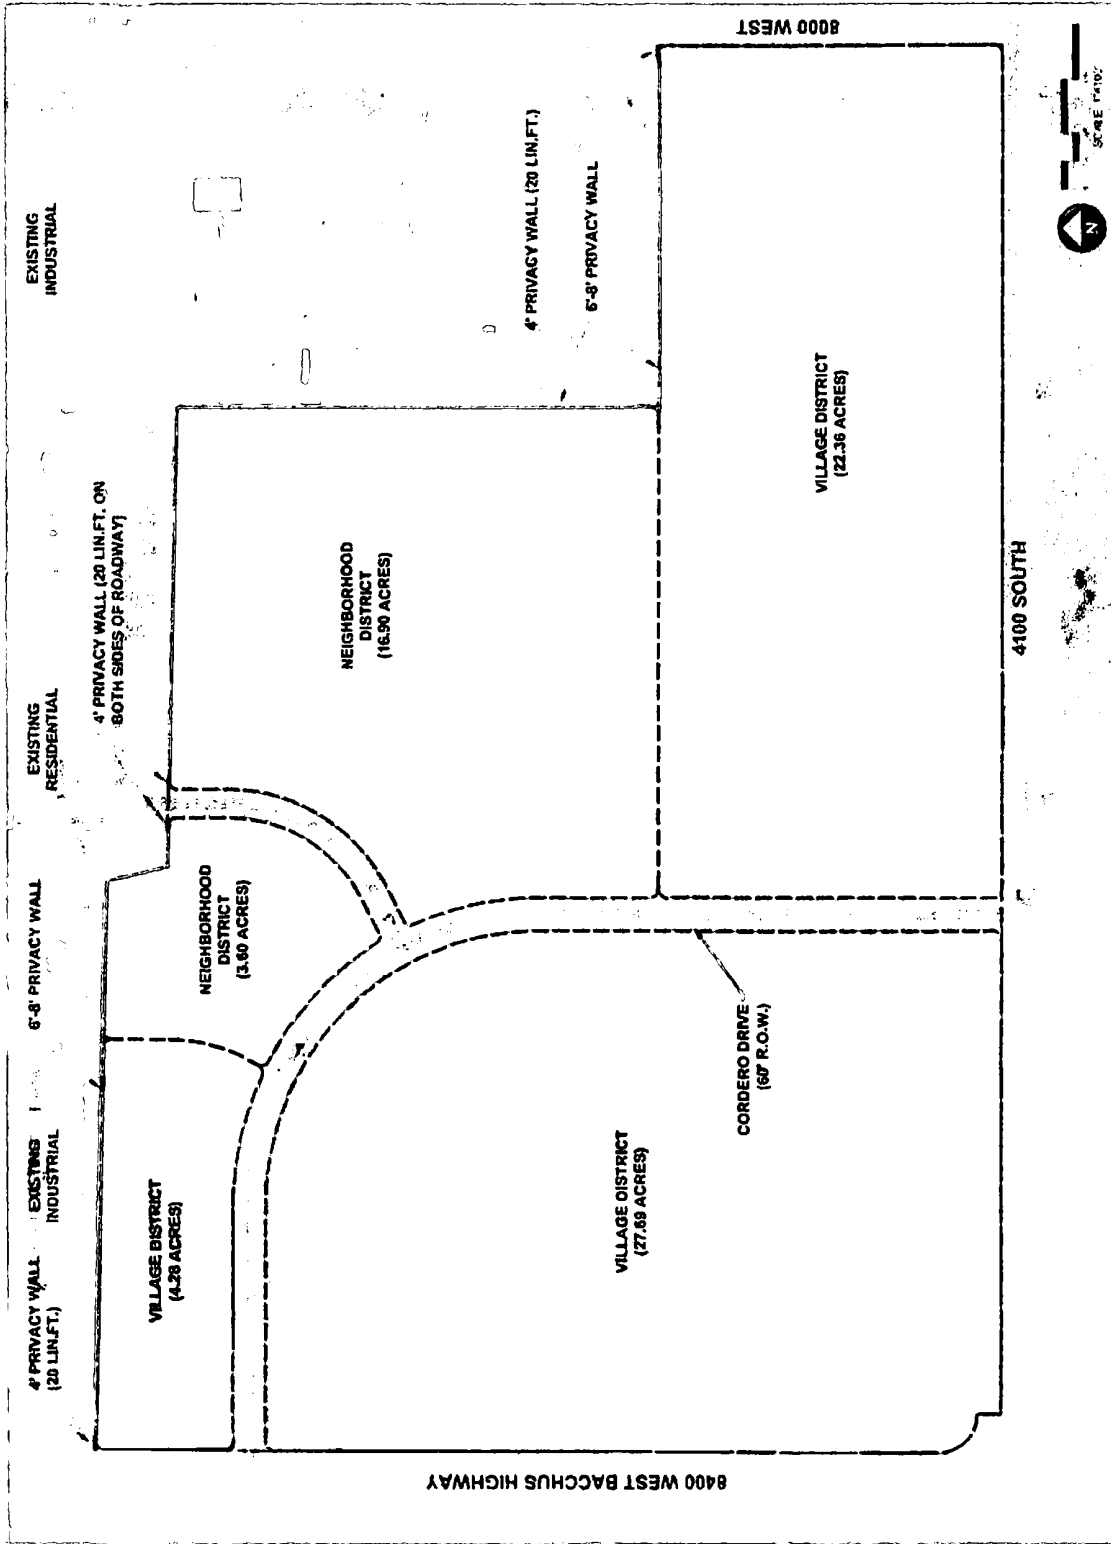 4' PRIVACY WALL
(20 LIN.FT.)
EXISTING
INDUSTRIAL
6'-8' PRIVACY WALL
EXISTING
RESIDENTIAL
4' PRIVACY WALL (20 LIN.FT. ON
BOTH SIDES OF ROADWAY)
EXISTING
INDUSTRIAL
VILLAGE DISTRICT
(4.28 ACRES)
NEIGHBORHOOD
DISTRICT
(3.60 ACRES)
NEIGHBORHOOD
DISTRICT
(16.90 ACRES)
4' PRIVACY WALL (20 LIN.FT.)
6'-8' PRIVACY WALL
8000 WEST
VILLAGE DISTRICT
(27.69 ACRES)
CORDERO DRIVE
(60' R.O.W.)
VILLAGE DISTRICT
(22.36 ACRES)
8400 WEST BACCHUS HIGHWAY
4100 SOUTH
N
SCALE